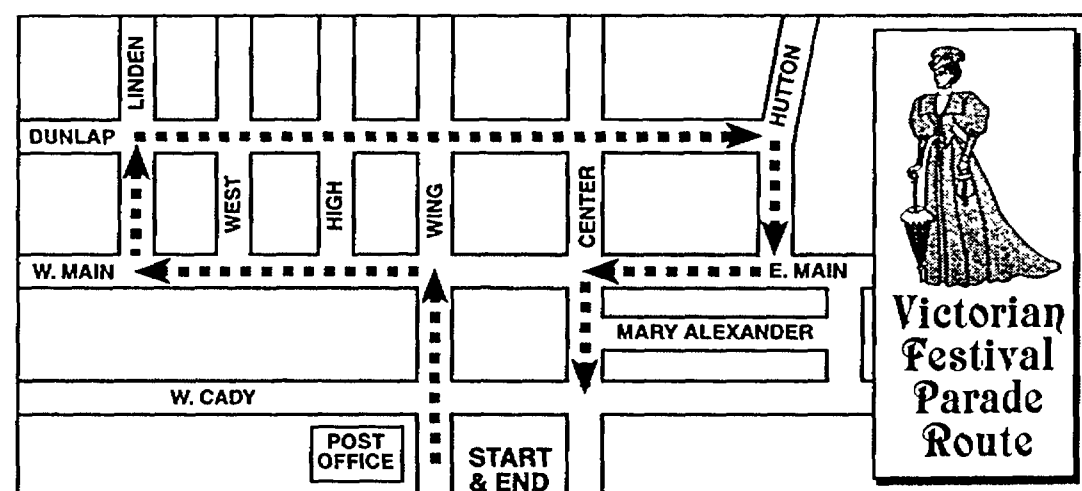 LINDEN
HUTTON
DUNLAP
WEST
HIGH
WING
CENTER
W. MAIN
E. MAIN
MARY ALEXANDER
W. CADY
POST
OFFICE
START
& END
Victorian
Festival
Parade
Route